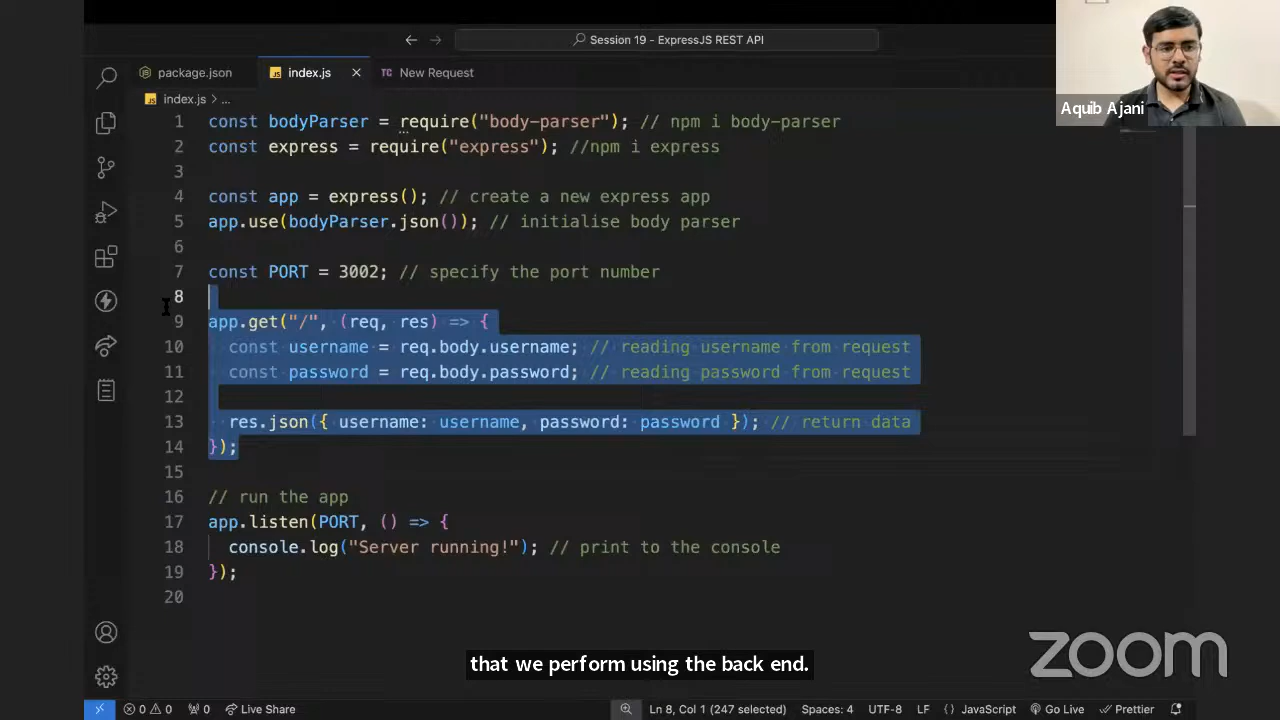 Session 19 - ExpressJS REST API
package.json
JS index.js
TC New Request
Aquib Ajani
JS index.js > ...
1 const bodyParser = require("body-parser"); // npm i body-parser
2 const express = require("express"); //npm i express
3
4 const app = express(); // create a new express app
5 app.use(bodyParser.json()); // initialise body parser
6
7 const PORT = 3002; // specify the port number
8
9 app.get("/", (req, res) => {
10 const username = req.body.username; // reading username from request
11 const password = req.body.password; // reading password from request
12
13 res.json({ username: username, password: password }); // return data
14 });
15
16 // run the app
17 app.listen(PORT, () => {
18 console.log("Server running!"); // print to the console
19 });
20
that we perform using the back end.
zoom
0 0 0 Live Share Ln 8, Col 1 (247 selected) Spaces: 4 UTF-8 LF {} JavaScript Go Live Prettier